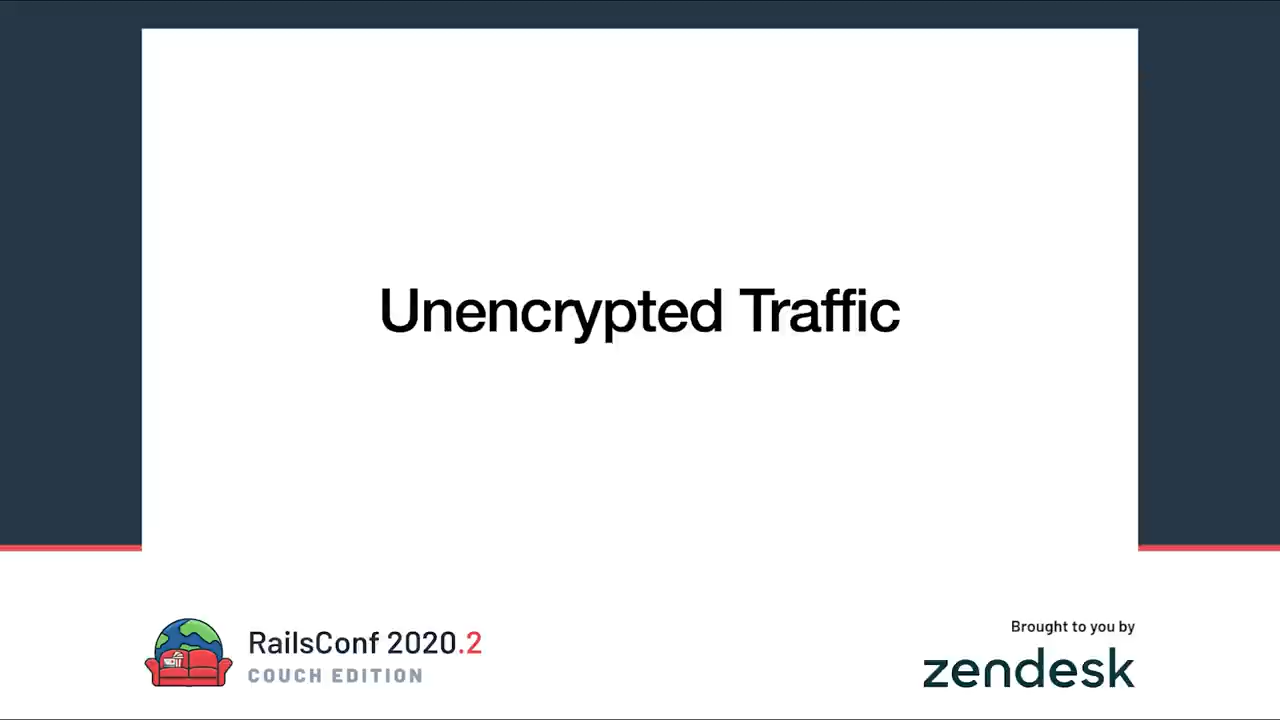 Unencrypted Traffic
RailsConf 2020.2
COUCH EDITION
Brought to you by
zendesk